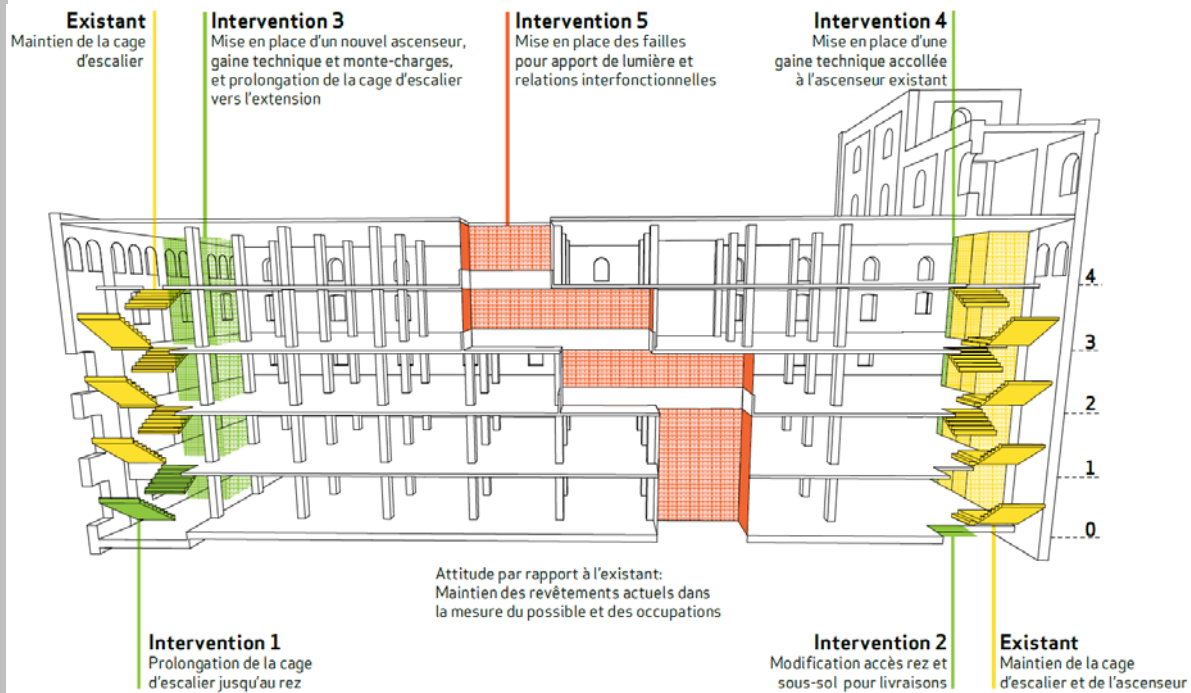 Existant
Maintien de la cage
d'escalier
Intervention 3
Mise en place d'un nouvel ascenseur,
gaine technique et monte-charges,
et prolongation de la cage d'escalier
vers l'extension
Intervention 5
Mise en place des failles
pour apport de lumière et
relations interfonctionnelles
Intervention 4
Mise en place d'une
gaine technique accollée
à l'ascenseur existant
4
3
2
1
0
Attitude par rapport à l'existant:
Maintien des revêtements actuels dans
la mesure du possible et des occupations
Intervention 1
Prolongation de la cage
d'escalier jusqu'au rez
Intervention 2
Modification accès rez et
sous-sol pour livraisons
Existant
Maintien de la cage
d'escalier et de l'ascenseur